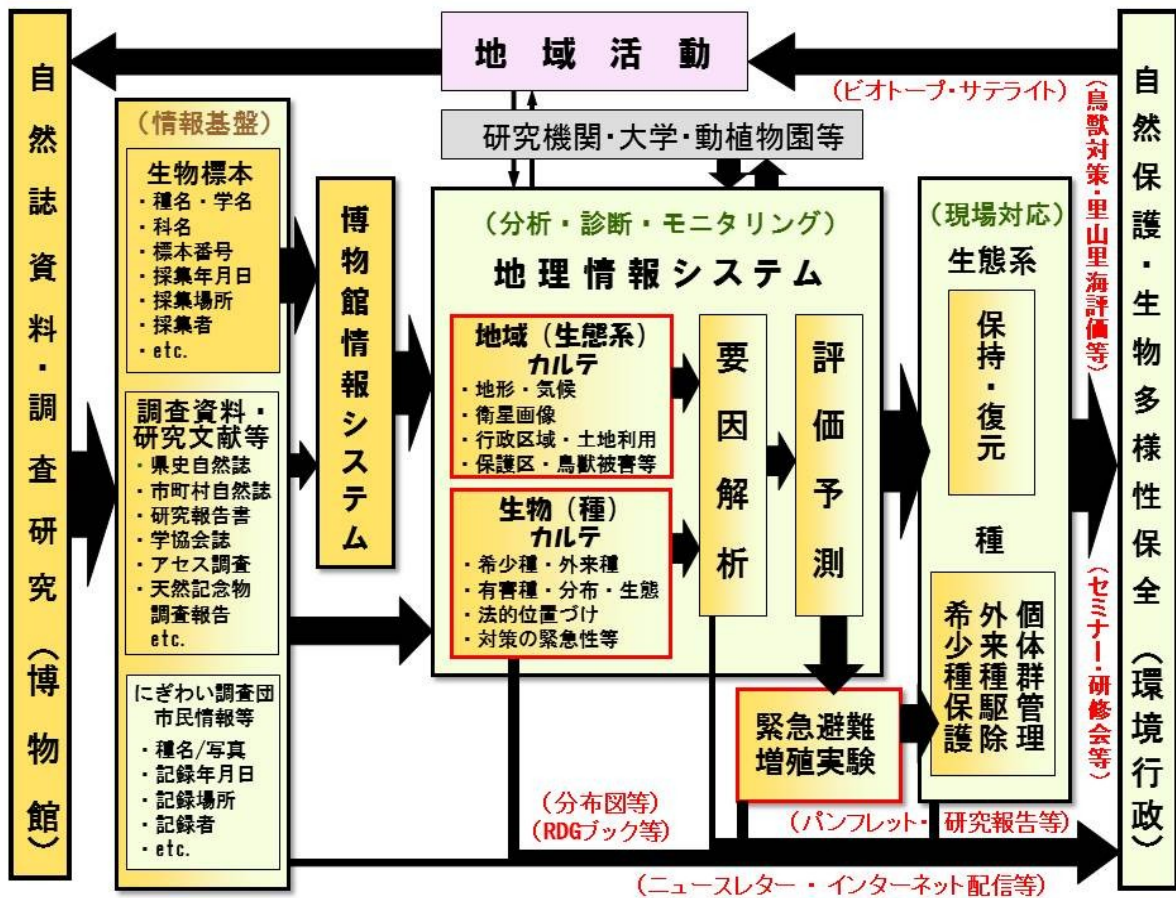 地域活動
自然誌資料・調査研究（博物館）
（情報基盤）
生物標本
・種名・学名
・科名
・標本番号
・採集年月日
・採集場所
・採集者
・etc.
調査資料・
研究文献等
・県史自然誌
・市町村自然誌
・研究報告書
・学協会誌
・アセス調査
・天然記念物
調査報告
etc.
にぎわい調査団
市民情報等
・種名/写真
・記録年月日
・記録場所
・記録者
・etc.
博物館情報システム
研究機関・大学・動植物園等
（分析・診断・モニタリング）
地理情報システム
地域（生態系）
カルテ
・地形・気候
・衛星画像
・行政区域・土地利用
・保護区・鳥獣被害等
生物（種）
カルテ
・希少種・外来種
・有害種・分布・生態
・法的位置づけ
・対策の緊急性等
要因解析
評価予測
緊急避難
増殖実験
（現場対応）
生態系
保持・復元
種
個体群管理
外来種駆除
希少種保護
（ビオトープ・サテライト）
（鳥獣対策・里山里海評価等）
（セミナー・研修会等）
（分布図等）
（RDGブック等）
（パンフレット・ 研究報告等）
（ニュースレター ・ インターネット配信等）
自然保護・生物多様性保全（環境行政）